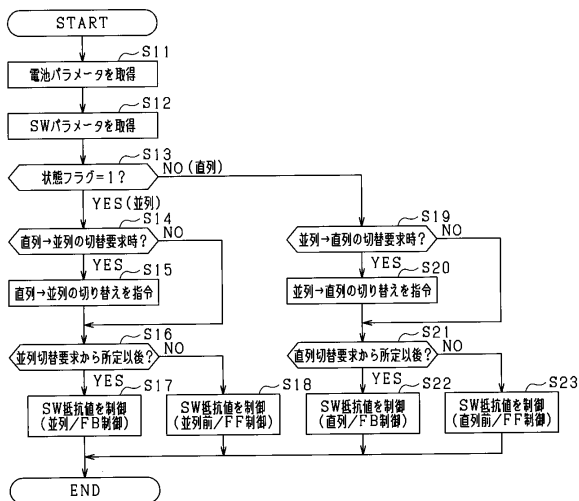 START
S11
電池パラメータを取得
S12
SWパラメータを取得
S13
状態フラグ=1?
NO(直列)
YES(並列)
S14
直列→並列の切替要求時?
NO
YES
S15
直列→並列の切り替えを指令
S16
並列切替要求から所定以後?
NO
YES
S17
SW抵抗値を制御
(並列/FB制御)
S18
SW抵抗値を制御
(並列前/FF制御)
S19
並列→直列の切替要求時?
NO
YES
S20
並列→直列の切り替えを指令
S21
直列切替要求から所定以後?
NO
YES
S22
SW抵抗値を制御
(直列/FB制御)
S23
SW抵抗値を制御
(直列前/FF制御)
END